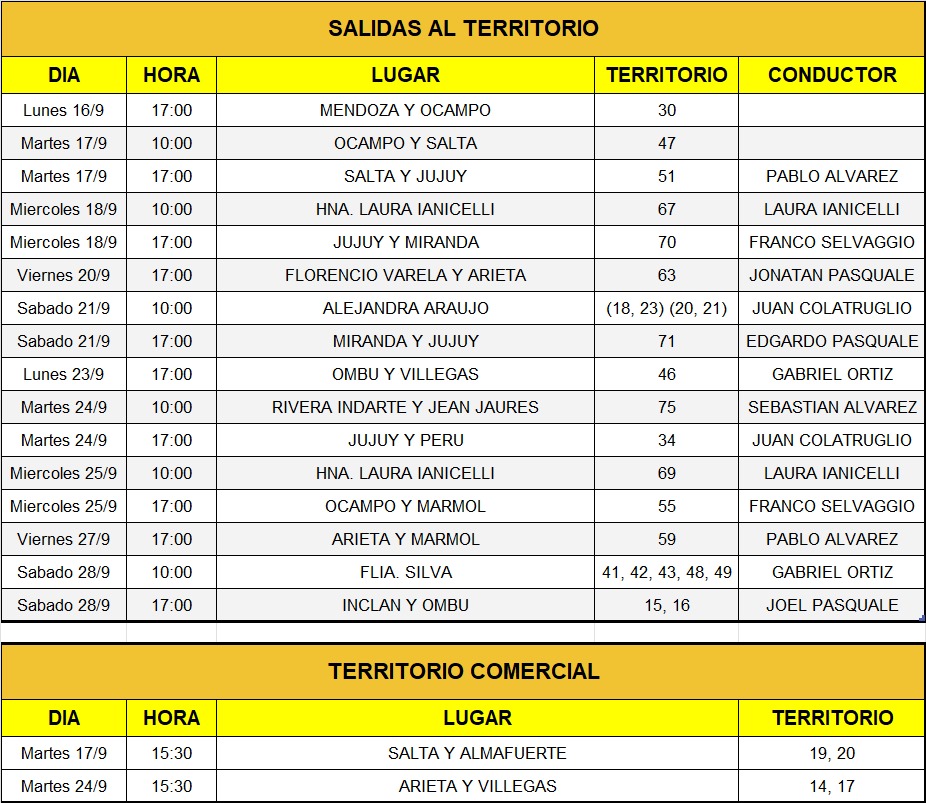 SALIDAS AL TERRITORIO
DIA HORA LUGAR TERRITORIO CONDUCTOR
Lunes 16/9 17:00 MENDOZA Y OCAMPO 30
Martes 17/9 10:00 OCAMPO Y SALTA 47
Martes 17/9 17:00 SALTA Y JUJUY 51 PABLO ALVAREZ
Miercoles 18/9 10:00 HNA. LAURA IANICELLI 67 LAURA IANICELLI
Miercoles 18/9 17:00 JUJUY Y MIRANDA 70 FRANCO SELVAGGIO
Viernes 20/9 17:00 FLORENCIO VARELA Y ARIETA 63 JONATAN PASQUALE
Sabado 21/9 10:00 ALEJANDRA ARAUJO (18, 23) (20, 21) JUAN COLATRUGLIO
Sabado 21/9 17:00 MIRANDA Y JUJUY 71 EDGARDO PASQUALE
Lunes 23/9 17:00 OMBU Y VILLEGAS 46 GABRIEL ORTIZ
Martes 24/9 10:00 RIVERA INDARTE Y JEAN JAURES 75 SEBASTIAN ALVAREZ
Martes 24/9 17:00 JUJUY Y PERU 34 JUAN COLATRUGLIO
Miercoles 25/9 10:00 HNA. LAURA IANICELLI 69 LAURA IANICELLI
Miercoles 25/9 17:00 OCAMPO Y MARMOL 55 FRANCO SELVAGGIO
Viernes 27/9 17:00 ARIETA Y MARMOL 59 PABLO ALVAREZ
Sabado 28/9 10:00 FLIA. SILVA 41, 42, 43, 48, 49 GABRIEL ORTIZ
Sabado 28/9 17:00 INCLAN Y OMBU 15, 16 JOEL PASQUALE
TERRITORIO COMERCIAL
DIA HORA LUGAR TERRITORIO
Martes 17/9 15:30 SALTA Y ALMAFUERTE 19, 20
Martes 24/9 15:30 ARIETA Y VILLEGAS 14, 17